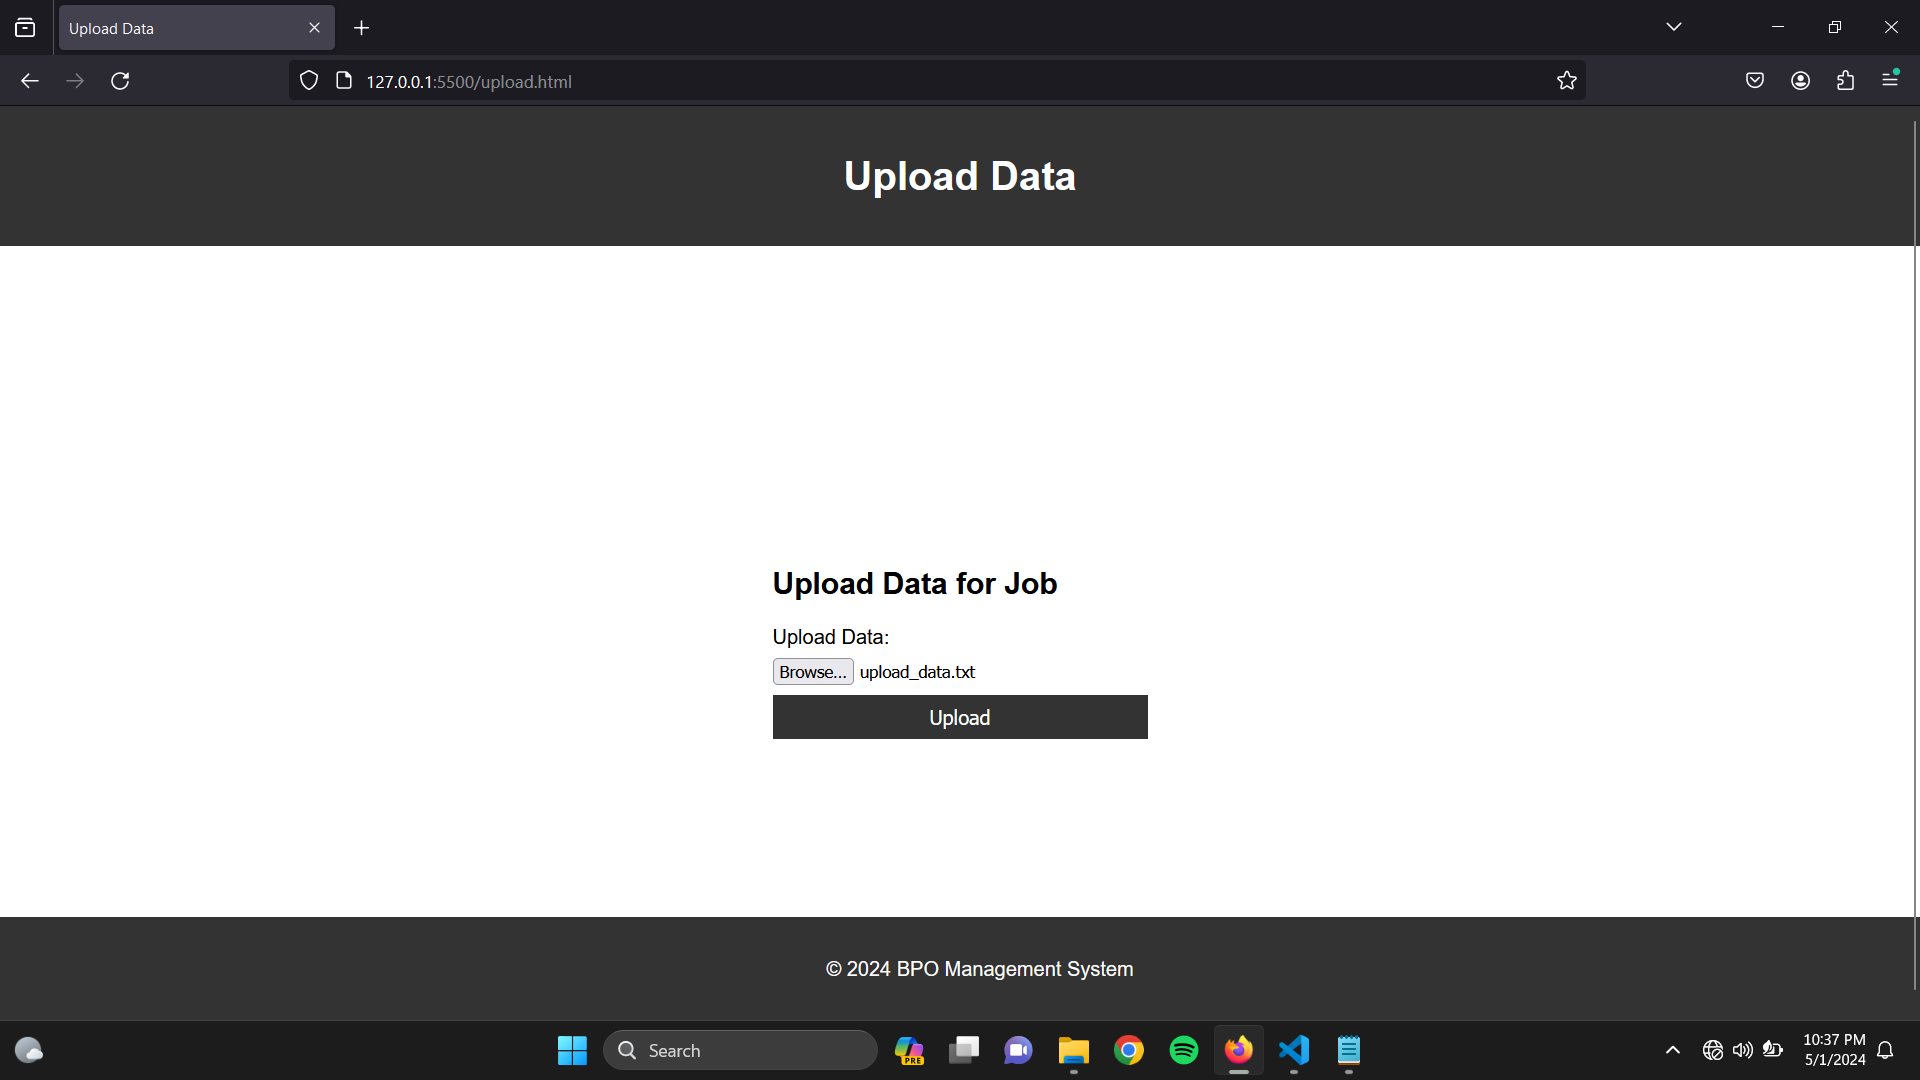 Upload Data
127.0.0.1:5500/upload.html
Upload Data
Upload Data for Job
Upload Data:
Browse... upload_data.txt
Upload
© 2024 BPO Management System
Search
PRE
10:37 PM
5/1/2024